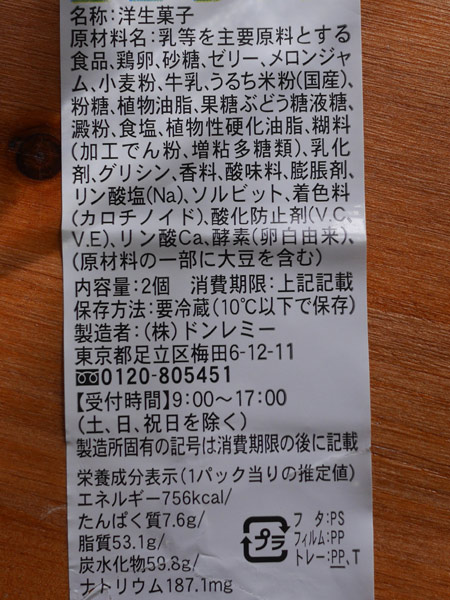 名称:洋生菓子
原材料名:乳等を主要原料とする
食品、鶏卵、砂糖、ゼリー、メロンジャ
ム、小麦粉、牛乳、うるち米粉(国産)、
粉糖、植物油脂、果糖ぶどう糖液糖、
澱粉、食塩、植物性硬化油脂、糊料
(加工でん粉、増粘多糖類)、乳化
剤、グリシン、香料、酸味料、膨脹剤、
リン酸塩(Na)、ソルビット、着色料
(カロチノイド)、酸化防止剤(V.C、
V.E)、リン酸Ca、酵素(卵白由来)、
(原材料の一部に大豆を含む)
内容量:2個 消費期限:上記記載
保存方法:要冷蔵(10℃以下で保存)
製造者:(株)ドンレミー
東京都足立区梅田6-12-11
0120-805451
【受付時間】9:00〜17:00
(土、日、祝日を除く)
製造所固有の記号は消費期限の後に記載
栄養成分表示(1パック当りの推定値)
エネルギー756kcal/
たんぱく質7.6g/
脂質53.1g/
炭水化物59.8g/
ナトリウム187.1mg
プラ
フタ:PS
フィルム:PP
トレー:PP、T